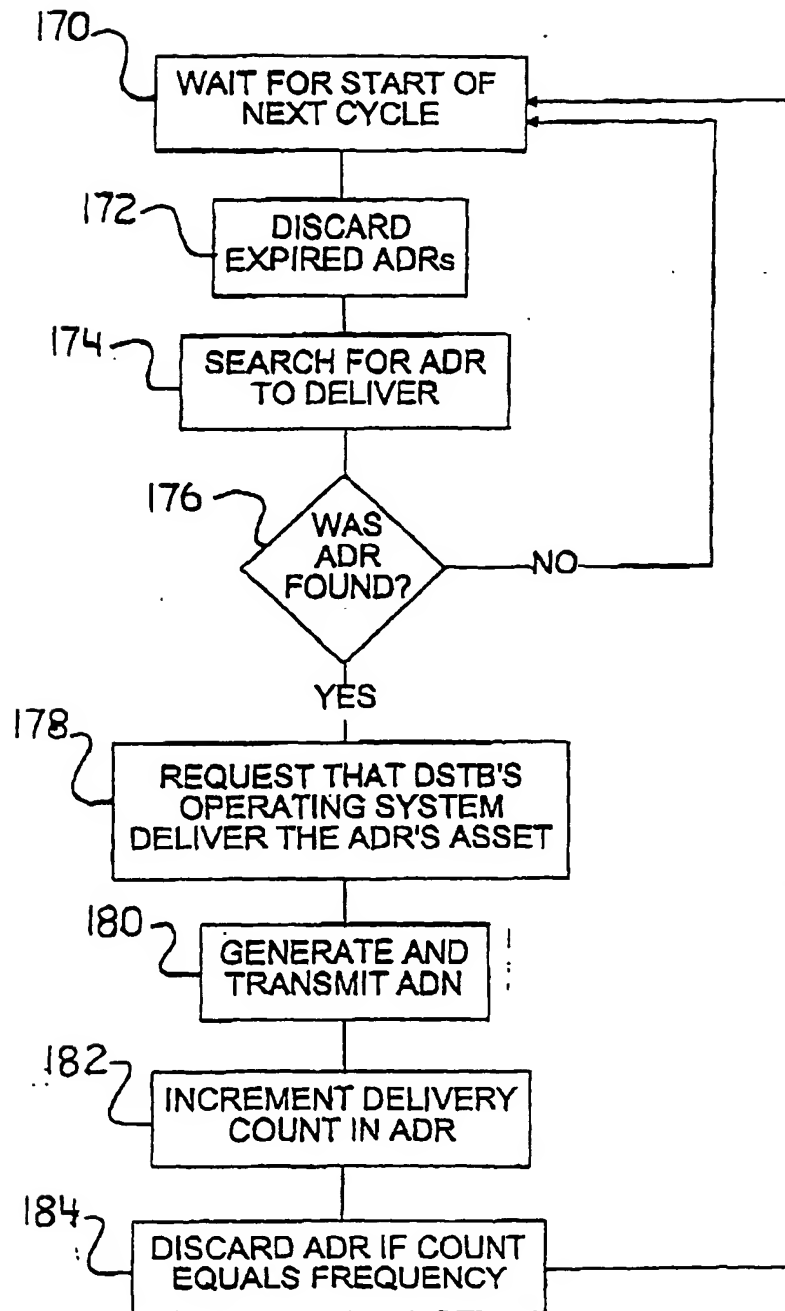 170
WAIT FOR START OF
NEXT CYCLE
172
DISCARD
EXPIRED ADRs
174
SEARCH FOR ADR
TO DELIVER
176
WAS
ADR
FOUND?
NO
YES
178
REQUEST THAT DSTB'S
OPERATING SYSTEM
DELIVER THE ADR'S ASSET
180
GENERATE AND
TRANSMIT ADN
182
INCREMENT DELIVERY
COUNT IN ADR
184
DISCARD ADR IF COUNT
EQUALS FREQUENCY